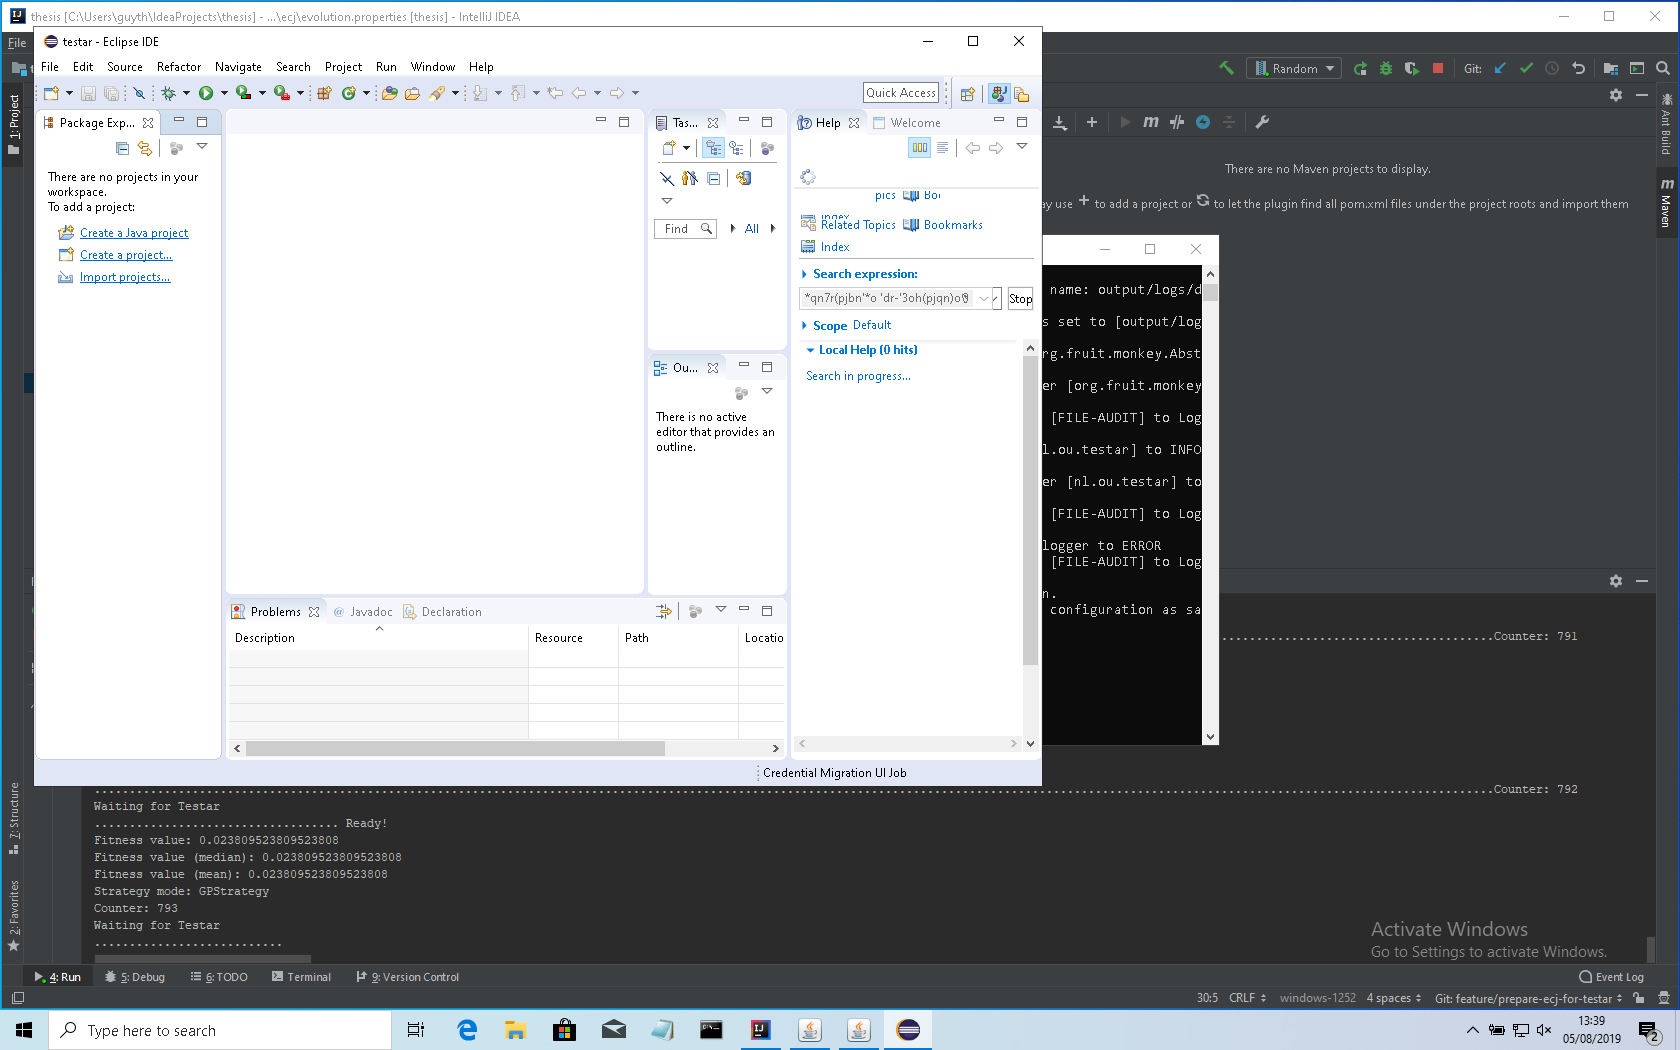 thesis [C:\Users\guyth\IdeaProjects\thesis] - ...\ecj\evolution.properties [thesis] - IntelliJ IDEA
File
testar - Eclipse IDE
File Edit Source Refactor Navigate Search Project Run Window Help
Random
Git:
Quick Access
1: Project
Package Exp...
Tas...
Help
Welcome
Ant Build
Maven
There are no projects in your
workspace.
To add a project:
Create a Java project
Create a project...
Import projects...
Find
All
pics
Index
Related Topics
Bookmarks
Index
Search expression:
Stop
Scope Default
Local Help (0 hits)
Search in progress...
There are no Maven projects to display.
ay use + to add a project or to let the plugin find all pom.xml files under the project roots and import them
Ou...
There is no active
editor that provides an
outline.
name: output/logs/d
s set to [output/log
rg.fruit.monkey.Abst
er [org.fruit.monkey
[FILE-AUDIT] to Log
l.ou.testar] to INFO
er [nl.ou.testar] to
[FILE-AUDIT] to Log
logger to ERROR
[FILE-AUDIT] to Log
n.
configuration as sa
Problems
Javadoc
Declaration
Description
Resource
Path
Locatio
Credential Migration UI Job
Counter: 791
Counter: 792
Waiting for Testar
.................................. Ready!
Fitness value: 0.023809523809523808
Fitness value (median): 0.023809523809523808
Fitness value (mean): 0.023809523809523808
Strategy mode: GPStrategy
Counter: 793
Waiting for Testar
...........................
7: Structure
2: Favorites
Activate Windows
Go to Settings to activate Windows.
4: Run
5: Debug
6: TODO
Terminal
9: Version Control
Event Log
30:5 CRLF windows-1252 4 spaces Git: feature/prepare-ecj-for-testar
Type here to search
13:39
05/08/2019
2